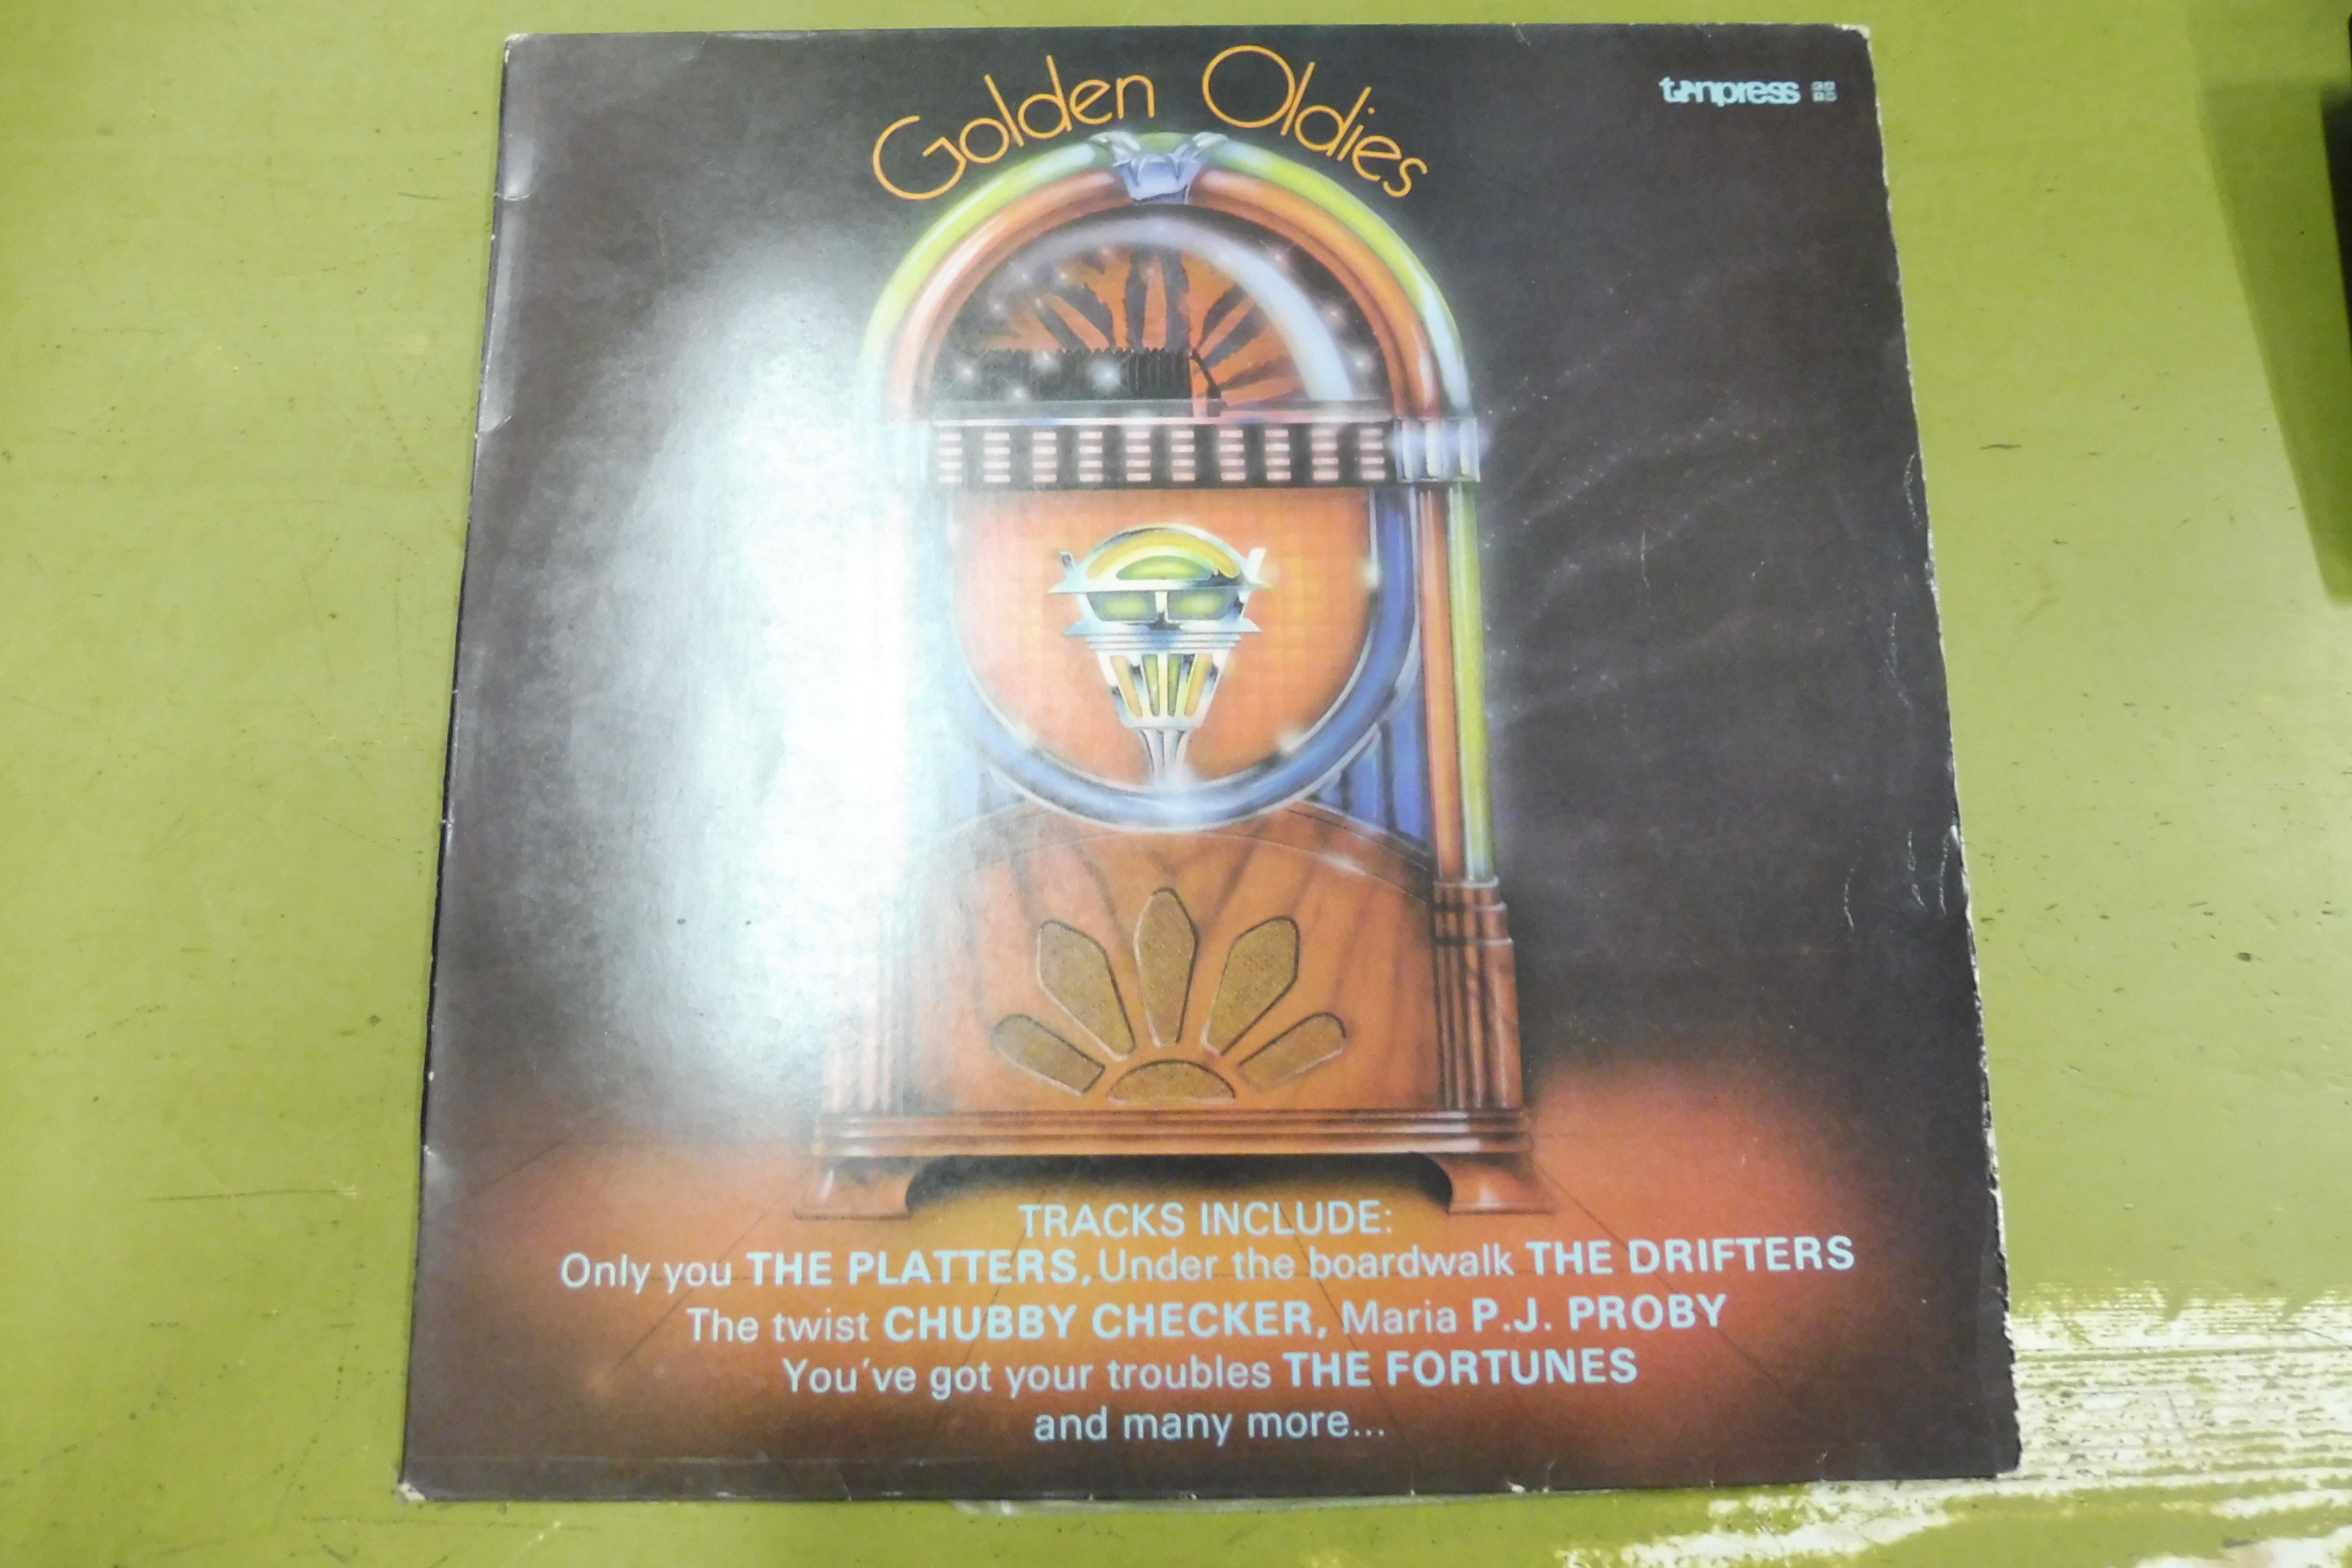 Golden Oldies
tonpress
TRACKS INCLUDE:
Only you THE PLATTERS, Under the boardwalk THE DRIFTERS
The twist CHUBBY CHECKER, Maria P.J. PROBY
You've got your troubles THE FORTUNES
and many more...